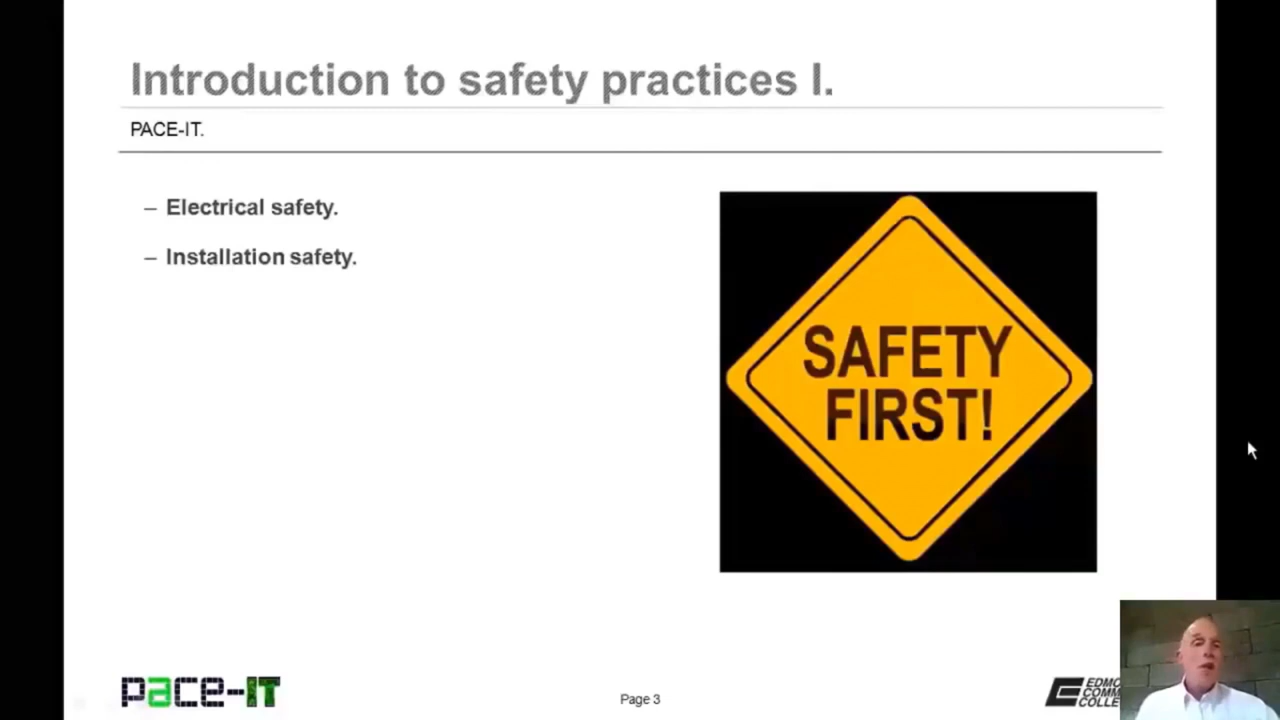 Introduction to safety practices I.
PACE-IT.
– Electrical safety.
– Installation safety.
SAFETY
FIRST!
pace-IT
Page 3